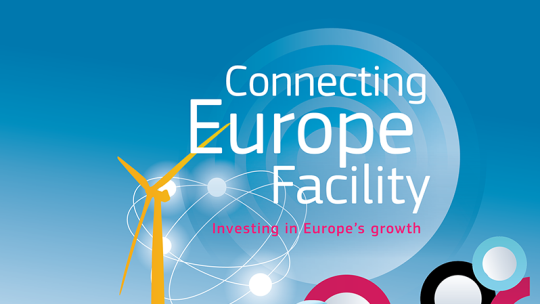 Connecting
Europe
Facility
Investing in Europe's growth